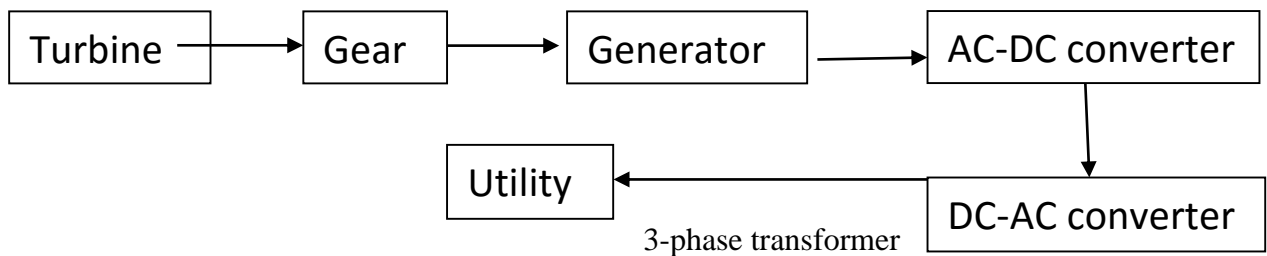 Turbine
Gear
Generator
AC-DC converter
Utility
DC-AC converter
3-phase transformer